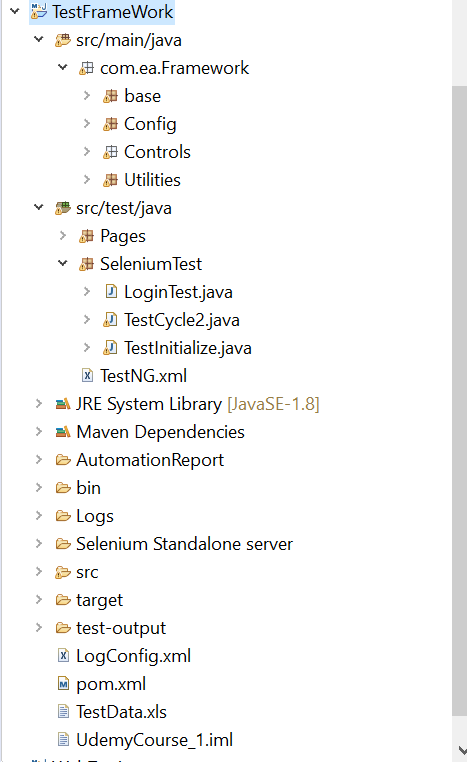 TestFrameWork
src/main/java
com.ea.Framework
base
Config
Controls
Utilities
src/test/java
Pages
SeleniumTest
LoginTest.java
TestCycle2.java
TestInitialize.java
TestNG.xml
JRE System Library [JavaSE-1.8]
Maven Dependencies
AutomationReport
bin
Logs
Selenium Standalone server
src
target
test-output
LogConfig.xml
pom.xml
TestData.xls
UdemyCourse_1.iml